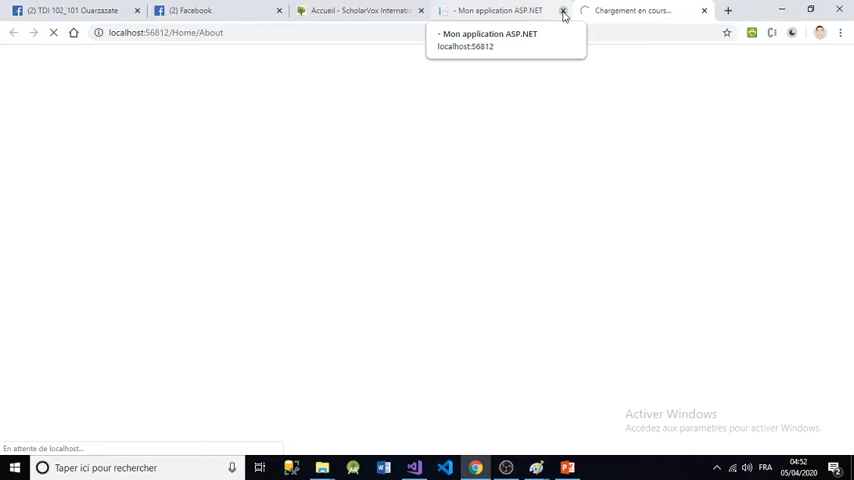 (2) TDI 102_101 Ouarzazate
(2) Facebook
Accueil - ScholarVox Internatio
- Mon application ASP.NET
Chargement en cours...
localhost:56812/Home/About
- Mon application ASP.NET
localhost:56812
Activer Windows
Accédez aux paramètres pour activer Windows.
En attente de localhost...
Taper ici pour rechercher
FRA
04:52
05/04/2020
2